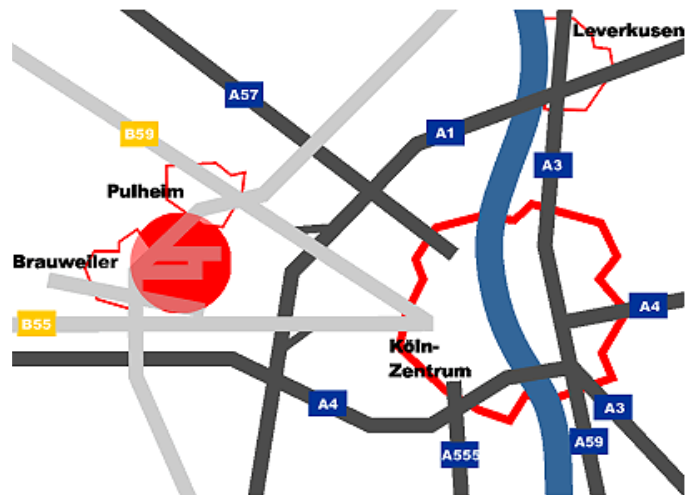 Leverkusen
A57
A1
B59
A3
Pulheim
Brauweiler
A4
B55
Köln-
Zentrum
A4
A3
A59
A555